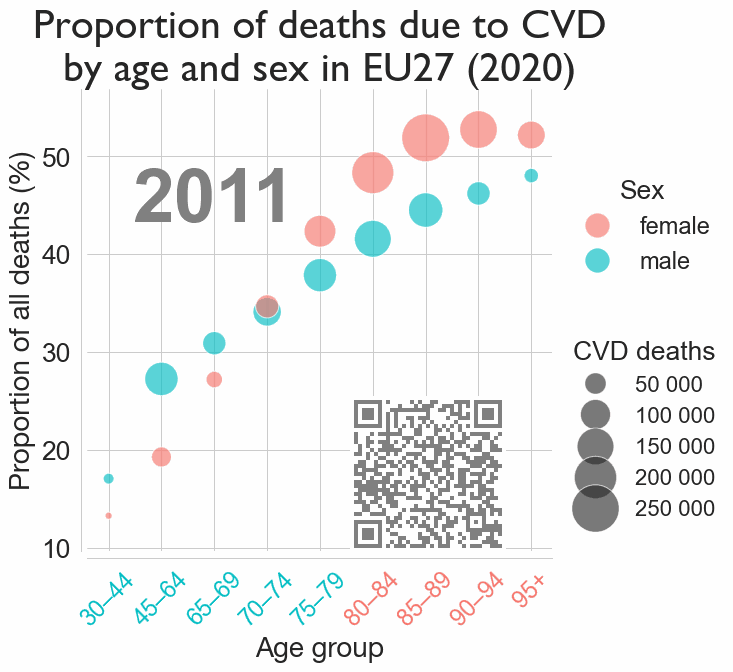 Proportion of deaths due to CVD
by age and sex in EU27 (2020)
Proportion of all deaths (%)
50
40
30
20
10
2011
30–44
45–64
65–69
70–74
75–79
80–84
85–89
90–94
95+
Age group
Sex
female
male
CVD deaths
50 000
100 000
150 000
200 000
250 000